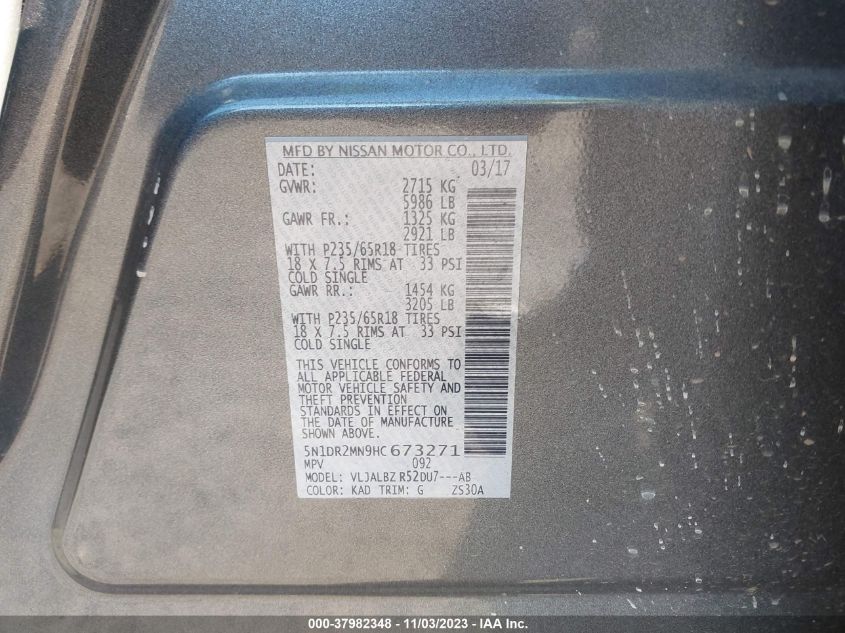 MFD BY NISSAN MOTOR CO., LTD.
DATE: 03/17
GVWR: 2715 KG
5986 LB
GAWR FR.: 1325 KG
2921 LB
WITH P235/65R18 TIRES
18 X 7.5 RIMS AT 33 PSI
COLD SINGLE
GAWR RR.: 1454 KG
3205 LB
WITH P235/65R18 TIRES
18 X 7.5 RIMS AT 33 PSI
COLD SINGLE
THIS VEHICLE CONFORMS TO
ALL APPLICABLE FEDERAL
MOTOR VEHICLE SAFETY AND
THEFT PREVENTION
STANDARDS IN EFFECT ON
THE DATE OF MANUFACTURE
SHOWN ABOVE.
5N1DR2MN9HC 673271
MPV 092
MODEL: VLJALBZ R52DU7---AB
COLOR: KAD TRIM: G ZS30A
000-37982348 - 11/03/2023 - IAAI.com